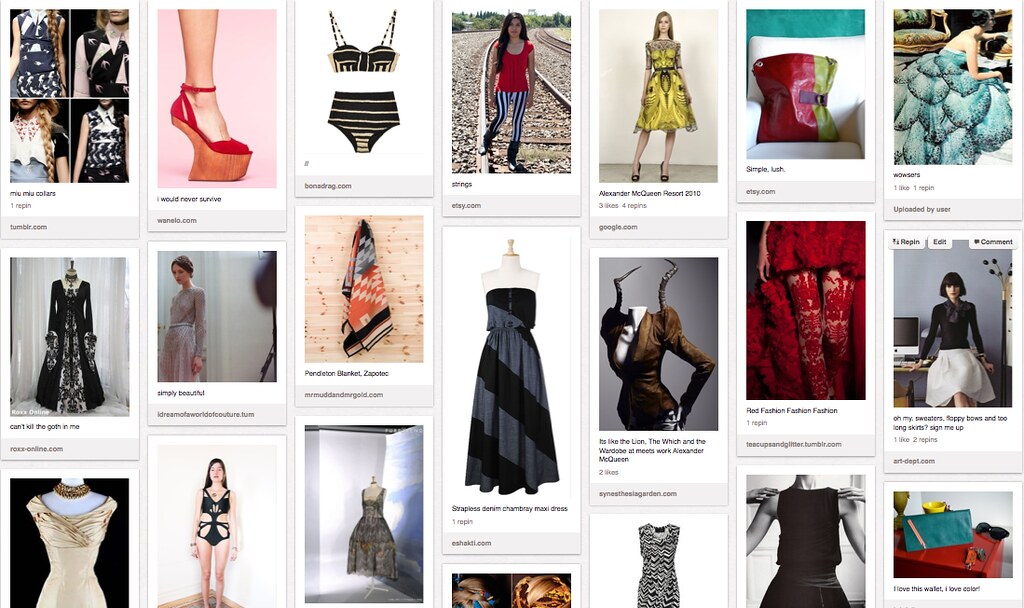 miu miu collars
1 repin
tumblr.com
Roxx Online
can't kill the goth in me
roxx-online.com
i would never survive
wanelo.com
simply beautiful
idreamofaworldofcouture.tum
//
bonadrag.com
Pendleton Blanket, Zapotec
mrmuddandmrgold.com
strings
etsy.com
Strapless denim chambray maxi dress
1 repin
eshakti.com
Alexander McQueen Resort 2010
3 likes 4 repins
google.com
Its like the Lion, The Which and the
Wardobe at meets work Alexander
McQueen
2 likes
synesthesiagarden.com
Simple, lush.
etsy.com
Red Fashion Fashion Fashion
1 repin
teacupsandglitter.tumblr.com
wowsers
1 like 1 repin
Uploaded by user
Repin Edit Comment
oh my. sweaters, floppy bows and too
long skirts? sign me up
1 like 2 repins
art-dept.com
I love this wallet, i love color!